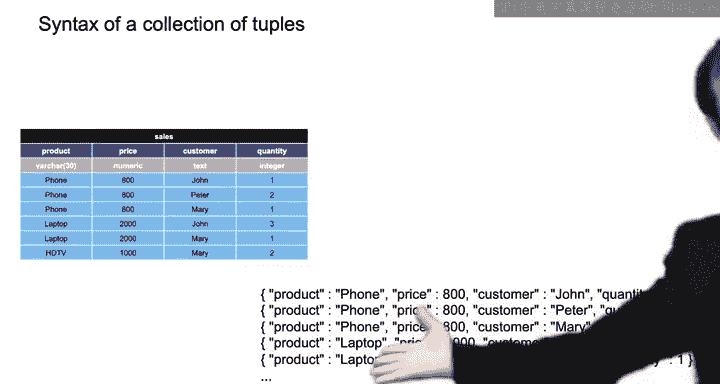 Syntax of a collection of tuples
sales
product price customer quantity
varchar(30) numeric text integer
Phone 800 John 1
Phone 800 Peter 2
Phone 800 Mary 1
Laptop 2000 John 3
Laptop 2000 Mary 1
HDTV 1000 Mary 2
{ "product" : "Phone", "price" : 800, "customer" : "John",
{ "product" : "Phone", "price" : 800, "customer" : "Peter",
{ "product" : "Phone", 800, "customer" : "Mary"
{ "product" : "Laptop",
{ "product" : 1 }
...